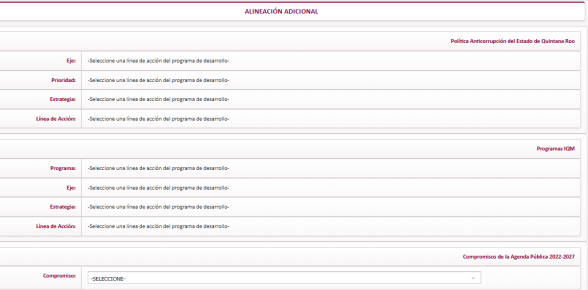 ALINEACIÓN ADICIONAL
Política Anticorrupción del Estado de Quintana Roo
Eje: -Seleccione una línea de acción del programa de desarrollo-
Prioridad: -Seleccione una línea de acción del programa de desarrollo-
Estrategia: -Seleccione una línea de acción del programa de desarrollo-
Línea de Acción: -Seleccione una línea de acción del programa de desarrollo-
Programas IQM
Programa: -Seleccione una línea de acción del programa de desarrollo-
Eje: -Seleccione una línea de acción del programa de desarrollo-
Estrategia: -Seleccione una línea de acción del programa de desarrollo-
Línea de Acción: -Seleccione una línea de acción del programa de desarrollo-
Compromisos de la Agenda Pública 2022-2027
Compromiso: -SELECCIONE-